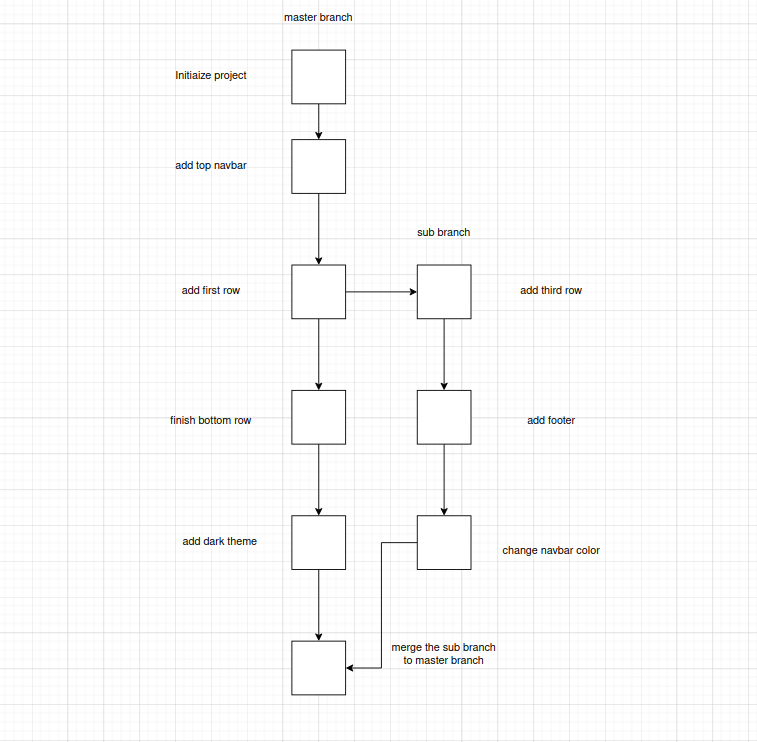 master branch
Initiaize project
add top navbar
sub branch
add first row
add third row
finish bottom row
add footer
add dark theme
change navbar color
merge the sub branch
to master branch